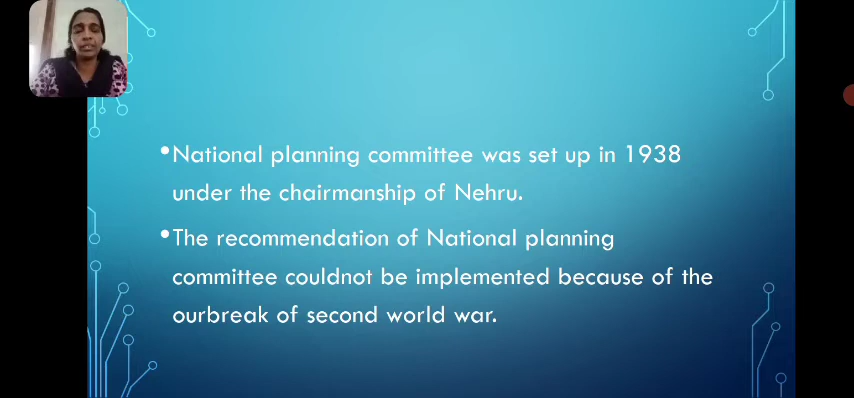 •National planning committee was set up in 1938
under the chairmanship of Nehru.
•The recommendation of National planning
committee couldnot be implemented because of the
ourbreak of second world war.